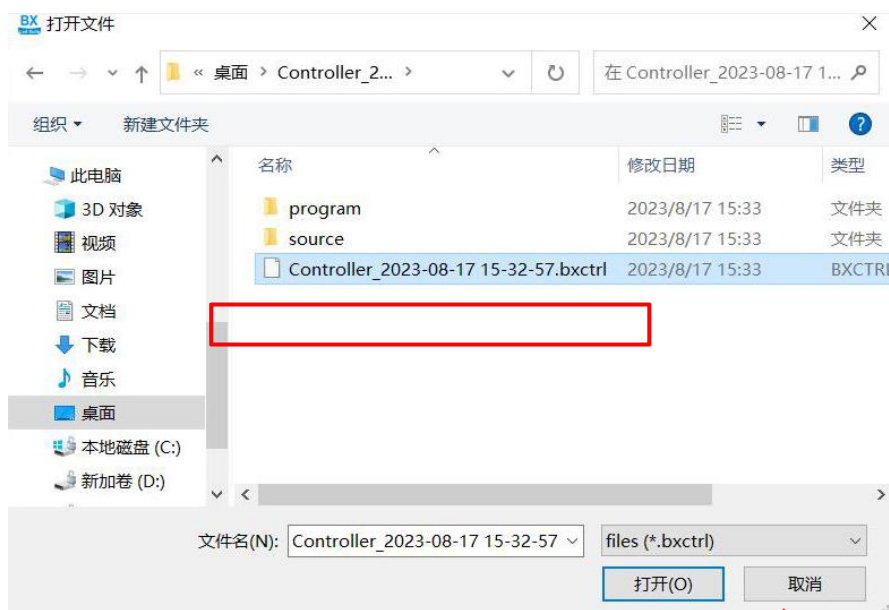 BX 打开文件
« 桌面 > Controller_2... >
在 Controller_2023-08-17 1...
组织
新建文件夹
名称
修改日期
类型
此电脑
3D 对象
视频
图片
文档
下载
音乐
桌面
本地磁盘 (C:)
新加卷 (D:)
program 2023/8/17 15:33 文件夹
source 2023/8/17 15:33 文件夹
Controller_2023-08-17 15-32-57.bxctrl 2023/8/17 15:33 BXCTRL
文件名(N): Controller_2023-08-17 15-32-57
files (*.bxctrl)
打开(O)
取消